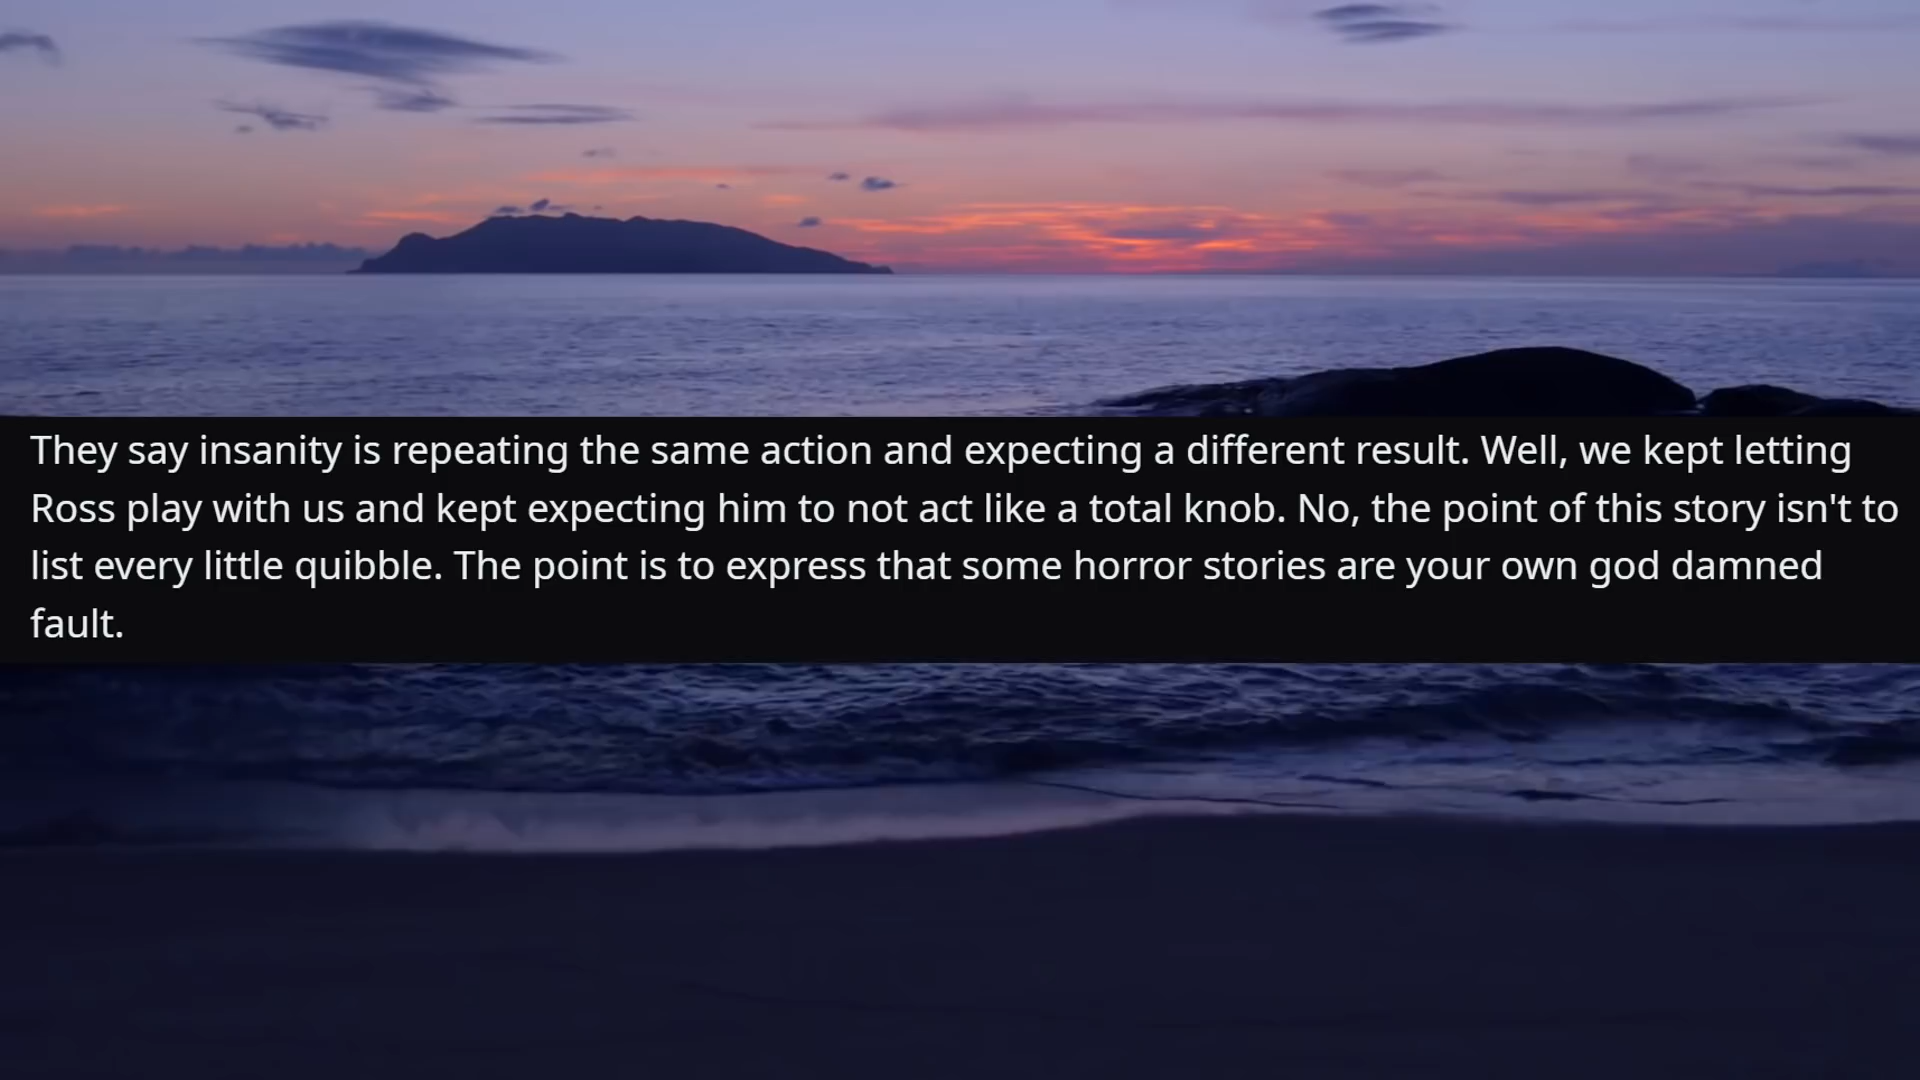 They say insanity is repeating the same action and expecting a different result. Well, we kept letting
Ross play with us and kept expecting him to not act like a total knob. No, the point of this story isn't to
list every little quibble. The point is to express that some horror stories are your own god damned
fault.